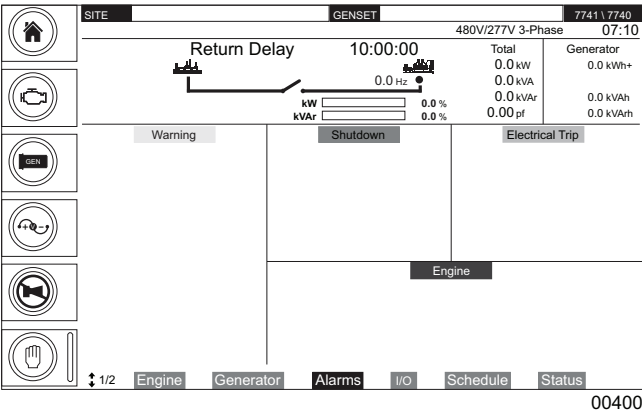 SITE GENSET 7741 \ 7740
480V/277V 3-Phase 07:10
Return Delay 10:00:00
Total Generator
0.0 kW 0.0 kWh+
0.0 Hz
0.0 kVA
0.0 kVAr 0.0 kVAh
kW 0.0 %
kVAr 0.0 %
0.00 pf 0.0 kVArh
Warning Shutdown Electrical Trip
GEN
+ V -
Engine
1/2 Engine Generator Alarms I/O Schedule Status
00400